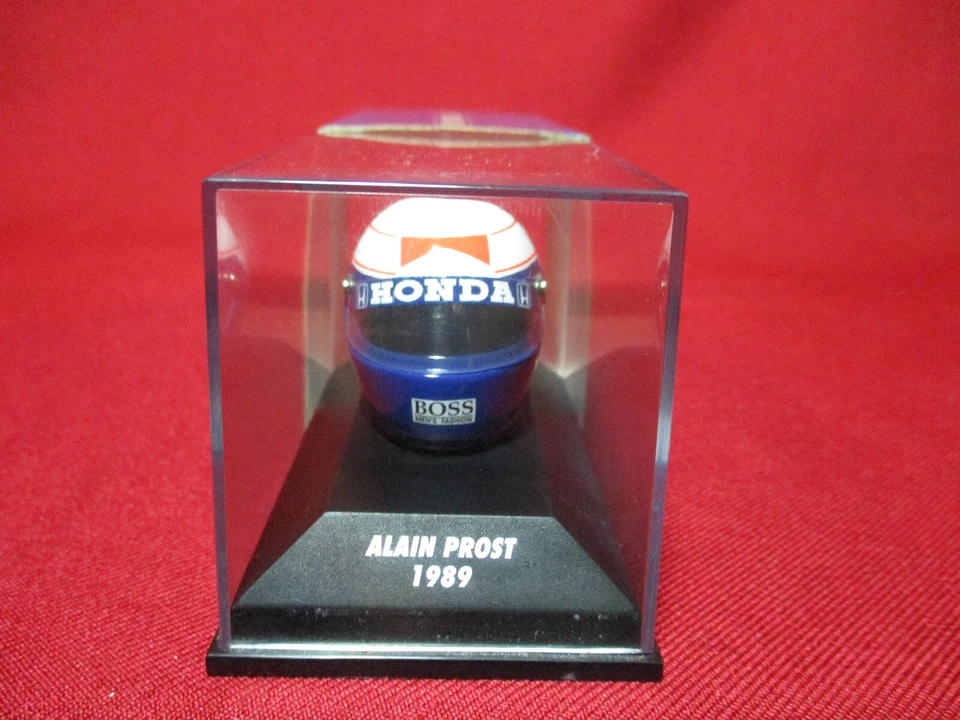 HONDA
BOSS
MEN'S FASHION
ALAIN PROST
1989